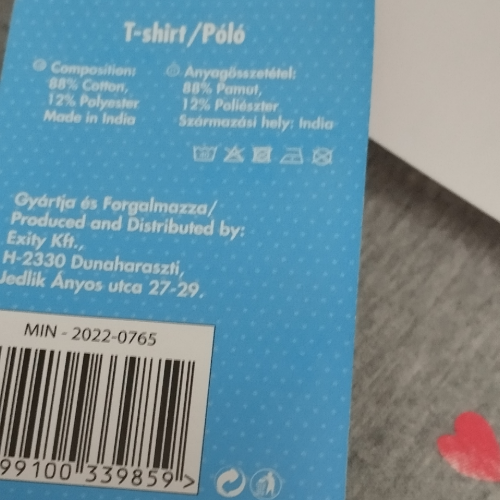 T-shirt/Póló
Composition:
88% Cotton,
12% Polyester
Made in India
Anyagösszetétel:
88% Pamut,
12% Poliészter
Származási hely: India
Gyártja és Forgalmazza/
Produced and Distributed by:
Exity Kft.,
H-2330 Dunaharaszti,
Jedlik Ányos utca 27-29.
MIN - 2022-0765
99100 339859 >